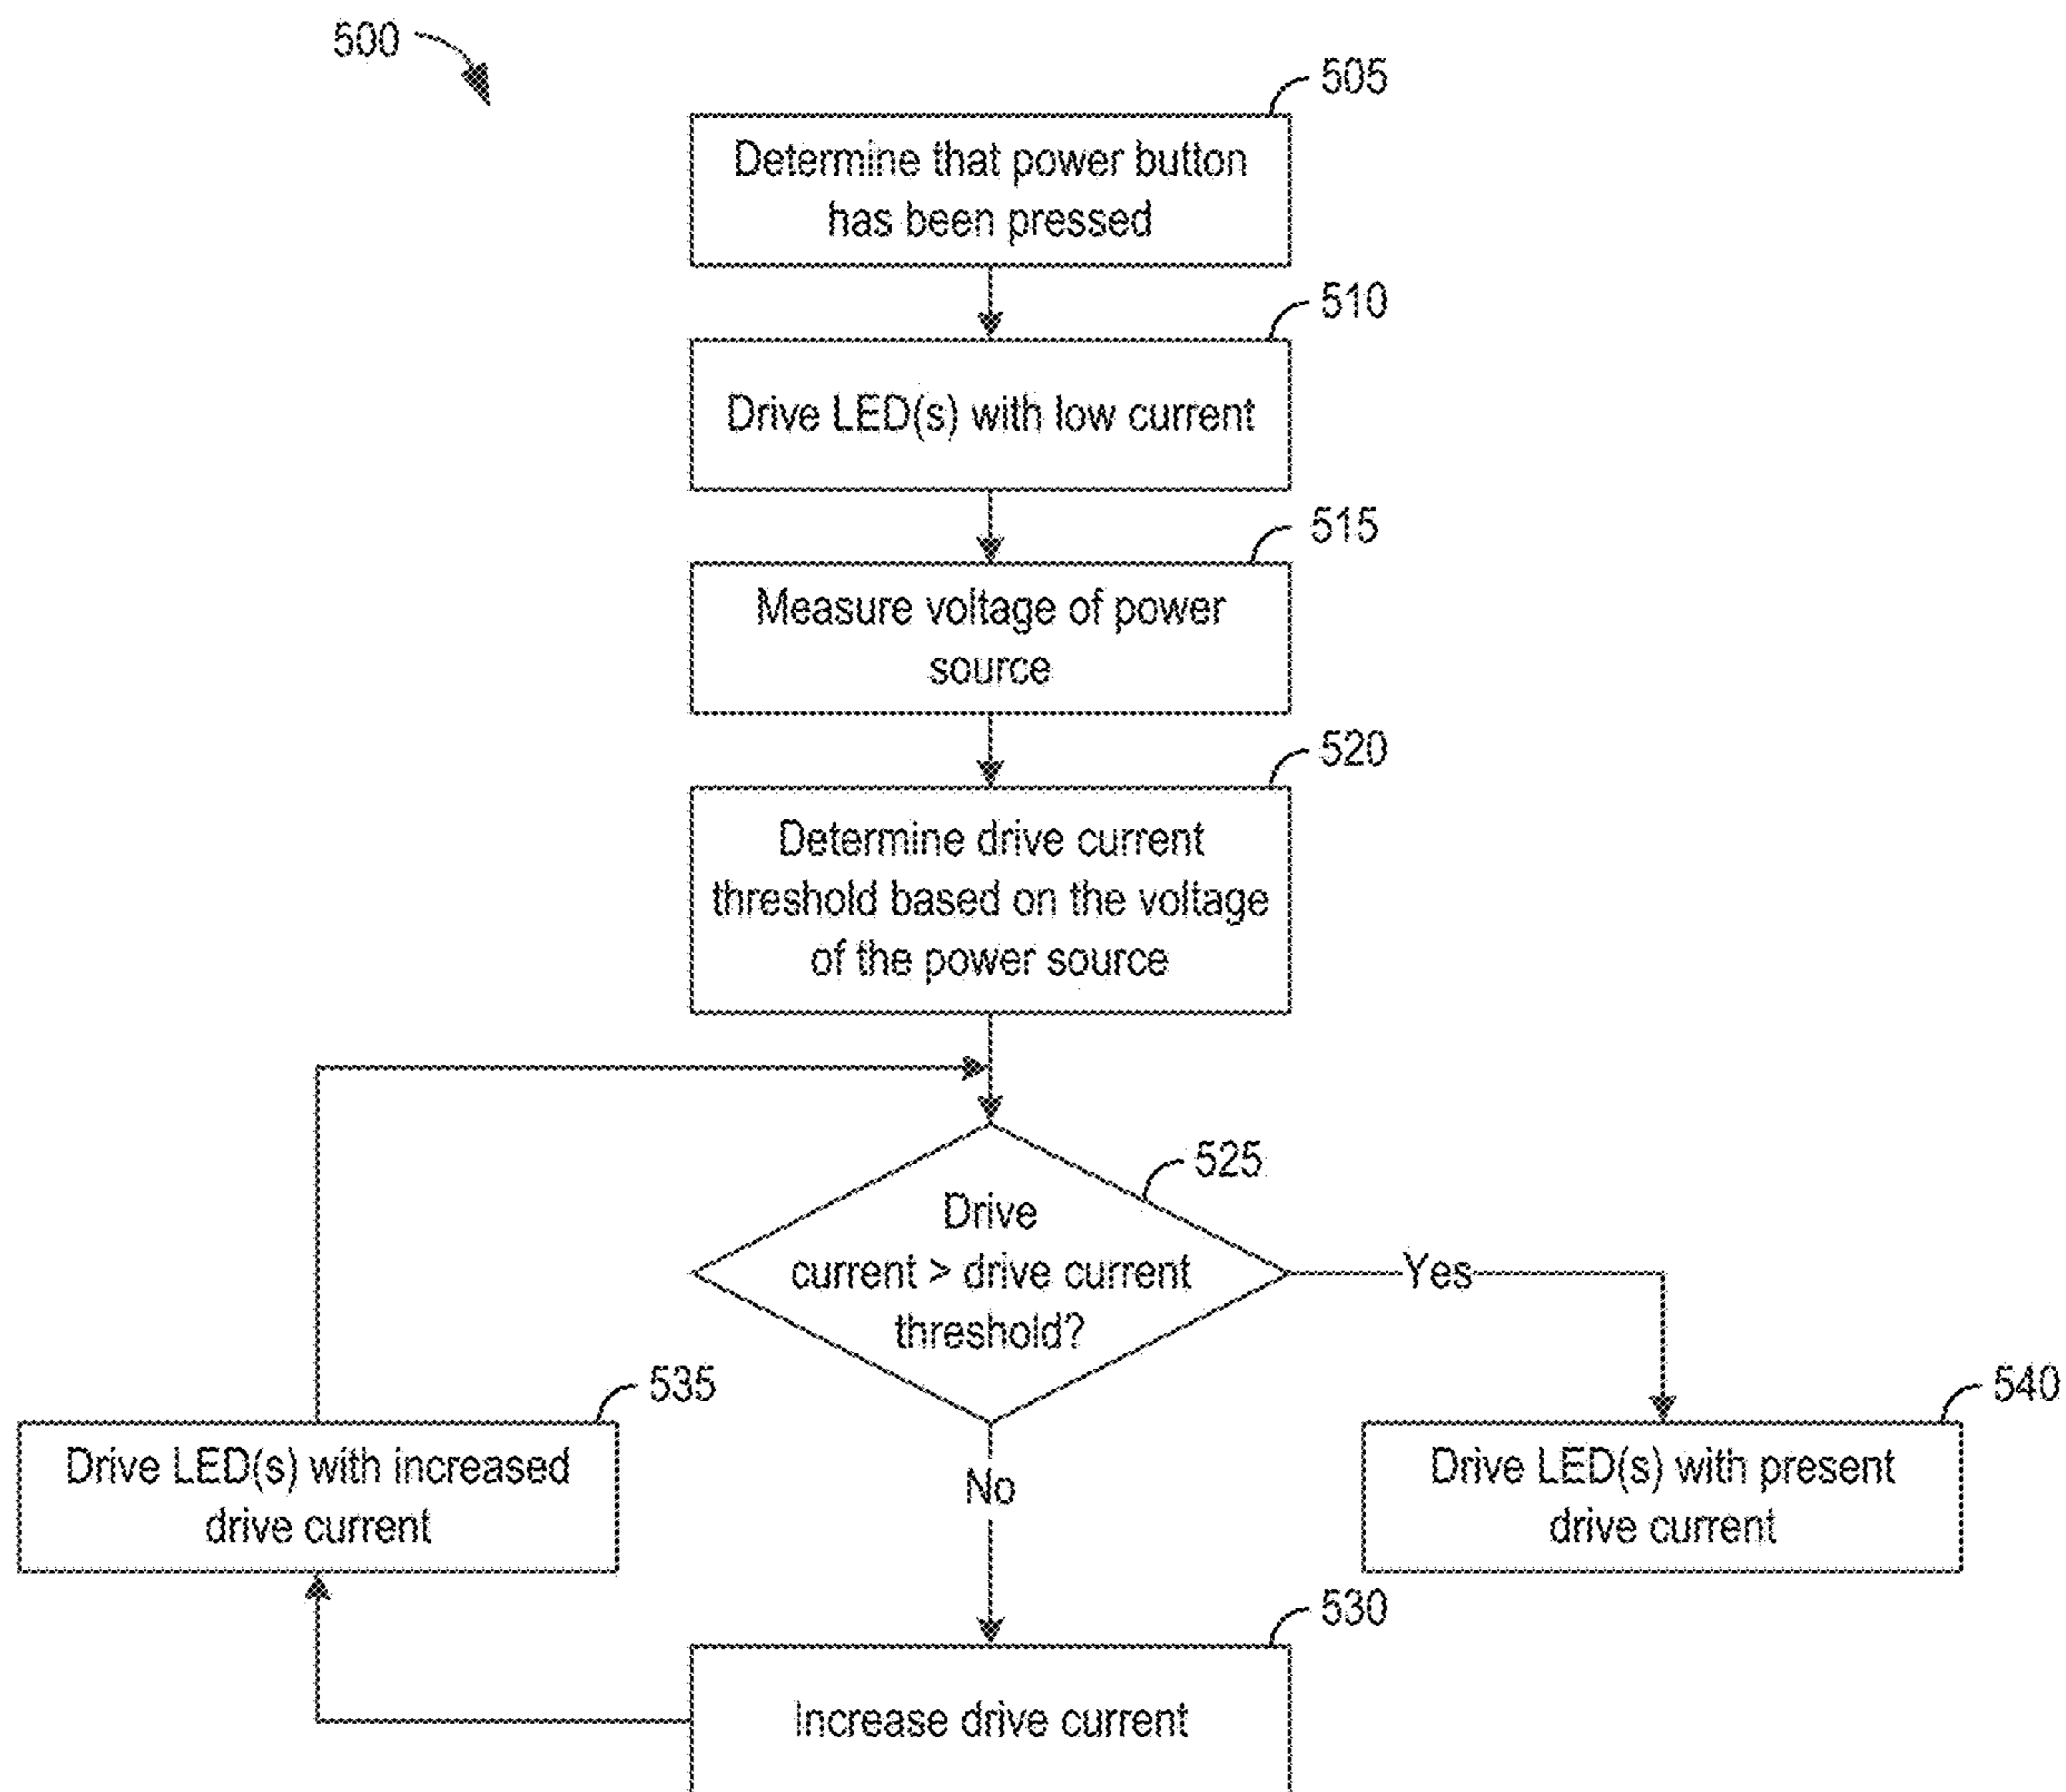 500
505
Determine that power button
has been pressed
510
Drive LED(s) with low current
515
Measure voltage of power
source
520
Determine drive current
threshold based on the voltage
of the power source
525
Drive
current > drive current
threshold?
Yes
535
540
Drive LED(s) with increased
drive current
No
Drive LED(s) with present
drive current
530
Increase drive current